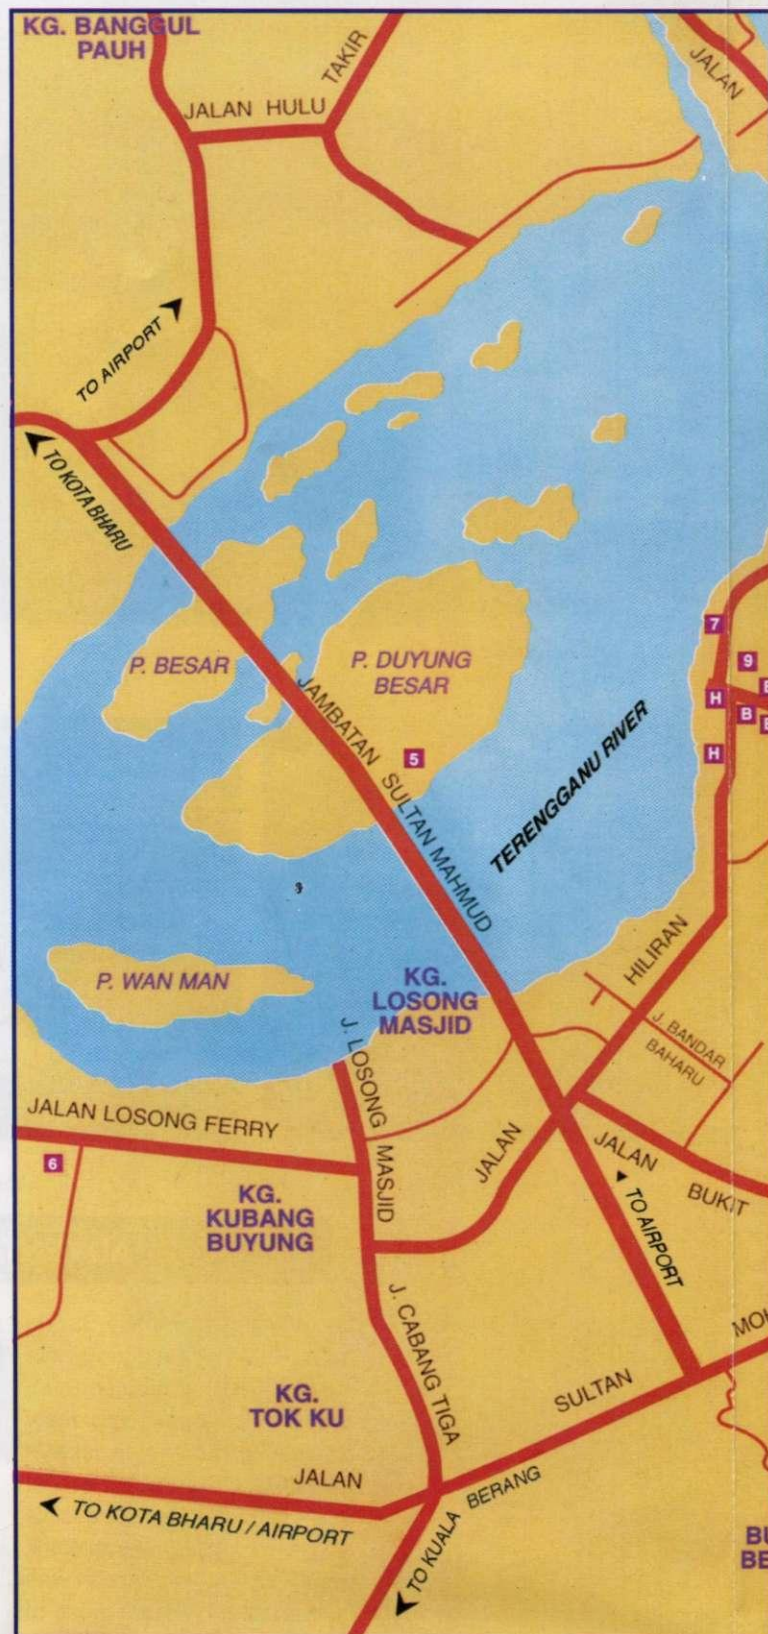 KG. BANGGUL
PAUH
TAKIR
JALAN HULU
JALAN
TO AIRPORT
TO KOTA BHARU
7
9
H
B
H
P. BESAR
P. DUYUNG
BESAR
5
JAMBATAN SULTAN MAHMUD
TERENGGANU RIVER
P. WAN MAN
KG.
LOSONG
MASJID
HILIRAN
J. BANDAR
BAHARU
J. LOSONG MASJID
JALAN LOSONG FERRY
6
JALAN
JALAN BUKIT
KG.
KUBANG
BUYUNG
TO AIRPORT
J. CABANG TIGA
KG.
TOK KU
SULTAN
MOH
JALAN
TO KOTA BHARU / AIRPORT
TO KUALA BERANG
BU
BE